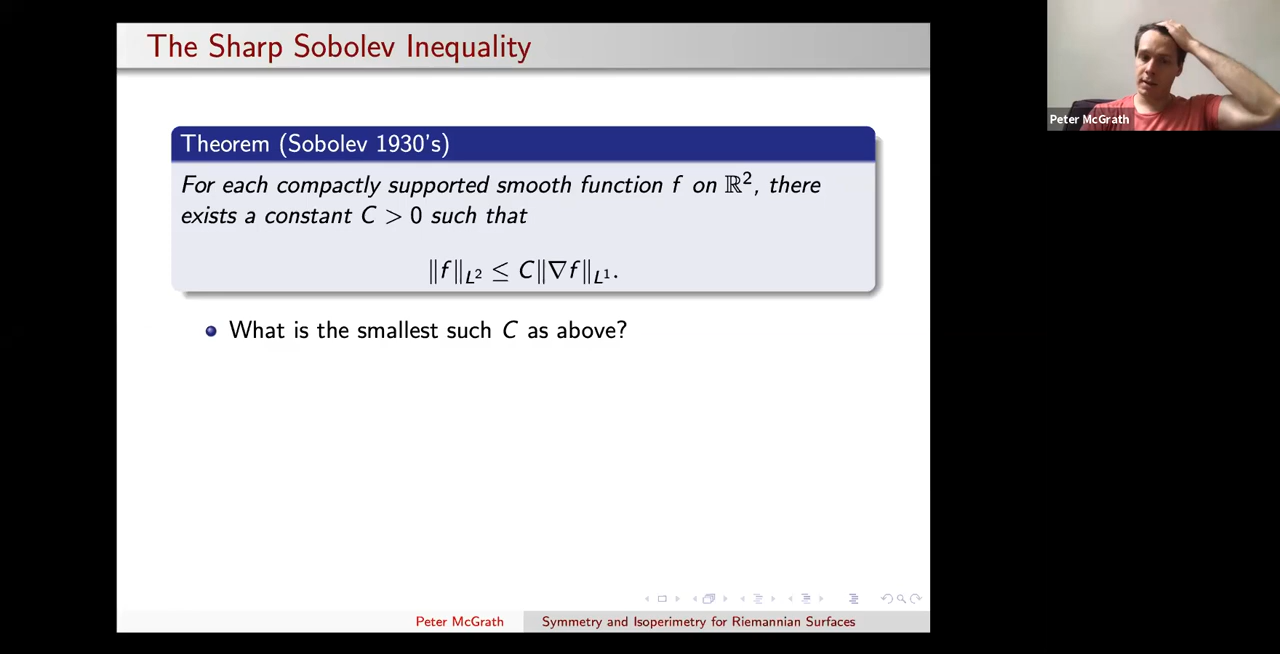 The Sharp Sobolev Inequality
Theorem (Sobolev 1930's)
For each compactly supported smooth function f on ℝ², there
exists a constant C > 0 such that
‖f‖_{L²} ≤ C‖∇f‖_{L¹}.
What is the smallest such C as above?
Peter McGrath
Symmetry and Isoperimetry for Riemannian Surfaces
Peter McGrath